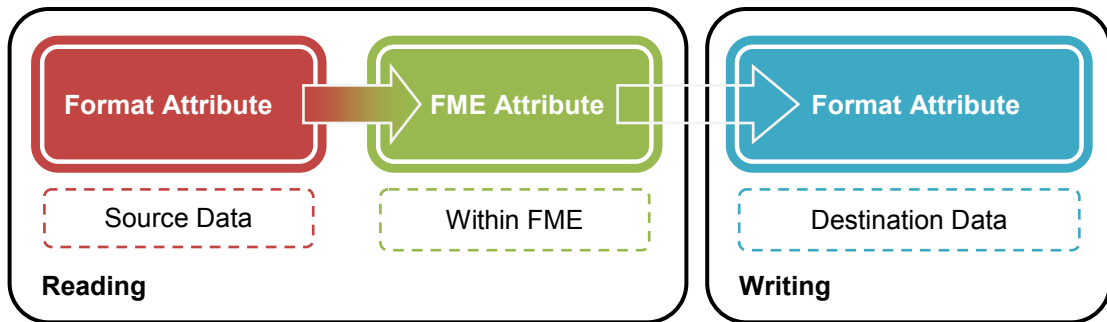 Format Attribute
FME Attribute
Format Attribute
Source Data
Within FME
Destination Data
Reading
Writing